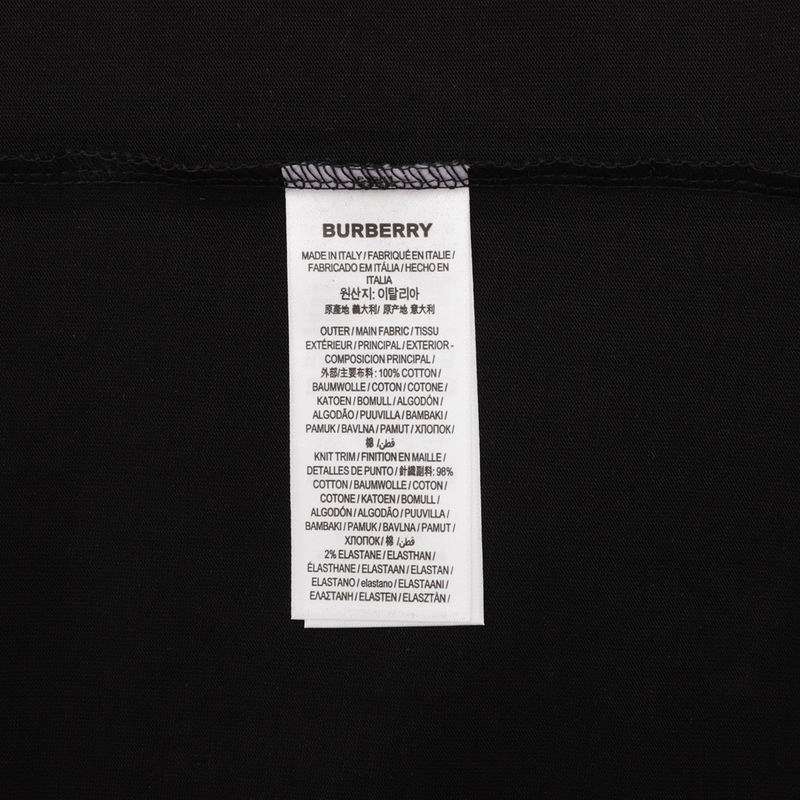 BURBERRY
MADE IN ITALY / FABRIQUÉ EN ITALIE /
FABRICADO EM ITÁLIA / HECHO EN
ITALIA
원산지: 이탈리아
原產地 義大利/ 原产地 意大利
OUTER / MAIN FABRIC / TISSU
EXTÉRIEUR / PRINCIPAL / EXTERIOR -
COMPOSICION PRINCIPAL /
外部/主要布料: 100% COTTON /
BAUMWOLLE / COTON / COTONE /
KATOEN / BOMULL / ALGODÓN /
ALGODÃO / PUUVILLA / BAMBAKI /
PAMUK / BAVLNA / PAMUT / ХЛОПОК /
棉 /قطن
KNIT TRIM / FINITION EN MAILLE /
DETALLES DE PUNTO / 針織副料: 98%
COTTON / BAUMWOLLE / COTON /
COTONE / KATOEN / BOMULL /
ALGODÓN / ALGODÃO / PUUVILLA /
BAMBAKI / PAMUK / BAVLNA / PAMUT /
ХЛОПОК/ 棉 /قطن
2% ELASTANE / ELASTHAN /
ÉLASTHANE / ELASTAAN / ELASTAN /
ELASTANO / elastano / ELASTAANI /
ΕΛΑΣΤΑΝΗ / ELASTEN / ELASZTÁN /